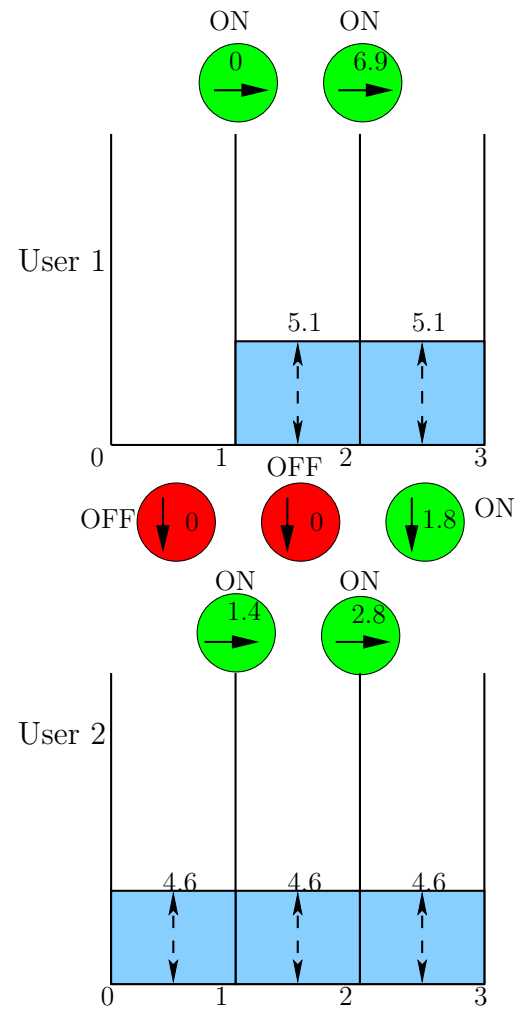 ON ON
0 6.9
User 1
5.1 5.1
0 1 2 3
OFF
OFF 0 0 1.8 ON
ON ON
1.4 2.8
User 2
4.6 4.6 4.6
0 1 2 3